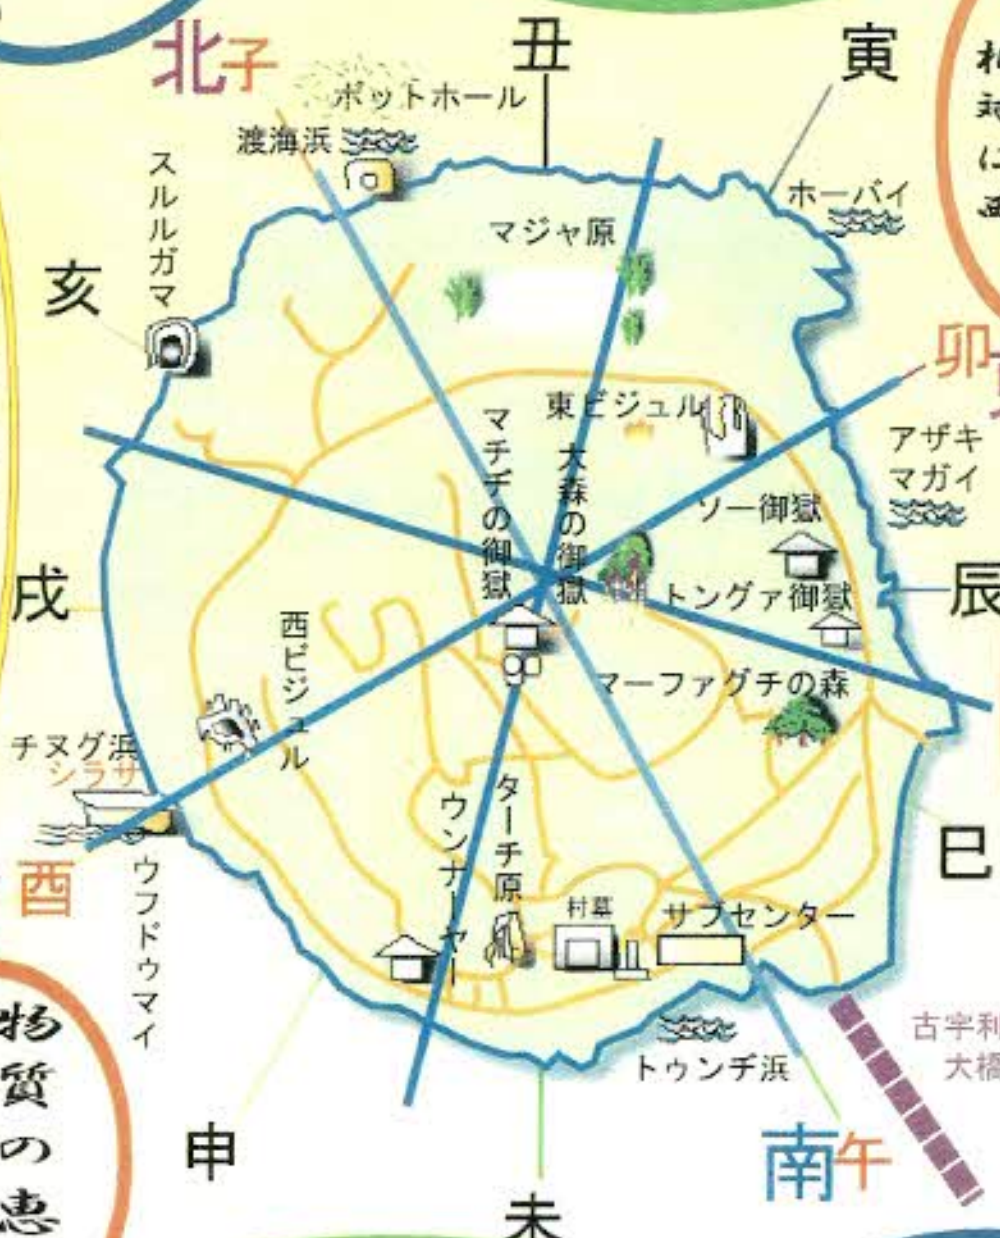 北子
丑
寅
ポットホール
渡海浜
スルルガマ
ホーバイ
マジャ原
亥
卯
東ビジュル
マチヂの御獄
大森の御獄
アザキ
マガイ
ソー御獄
戌
辰
トングァ御獄
西ビジュル
マーファグチの森
チヌグ浜
シラサ
ターチ原
ウンナーヤー
巳
酉
ウフドゥマイ
村墓
サブセンター
物質の恵
古宇利
大橋
トゥンヂ浜
申
南午
未